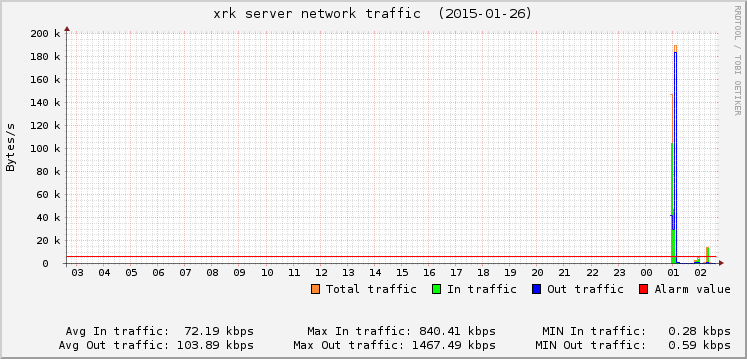 xrk server network traffic (2015-01-26)
RRDTOOL / TOBI OETIKER
Bytes/s
200 k
180 k
160 k
140 k
120 k
100 k
80 k
60 k
40 k
20 k
0
03 04 05 06 07 08 09 10 11 12 13 14 15 16 17 18 19 20 21 22 23 00 01 02
Total traffic In traffic Out traffic Alarm value
Avg In traffic: 72.19 kbps Max In traffic: 840.41 kbps MIN In traffic: 0.28 kbps
Avg Out traffic: 103.89 kbps Max Out traffic: 1467.49 kbps MIN Out traffic: 0.59 kbps